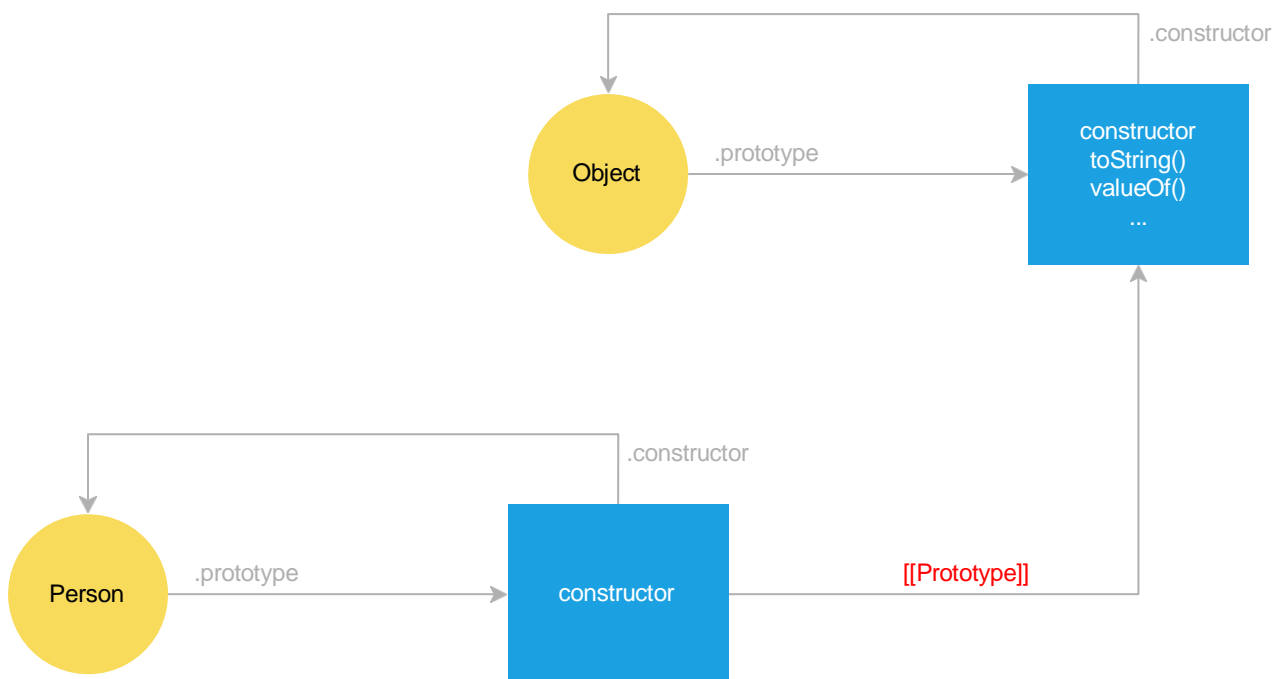 .constructor
Object
.prototype
constructor
toString()
valueOf()
...
.constructor
Person
.prototype
constructor
[[Prototype]]